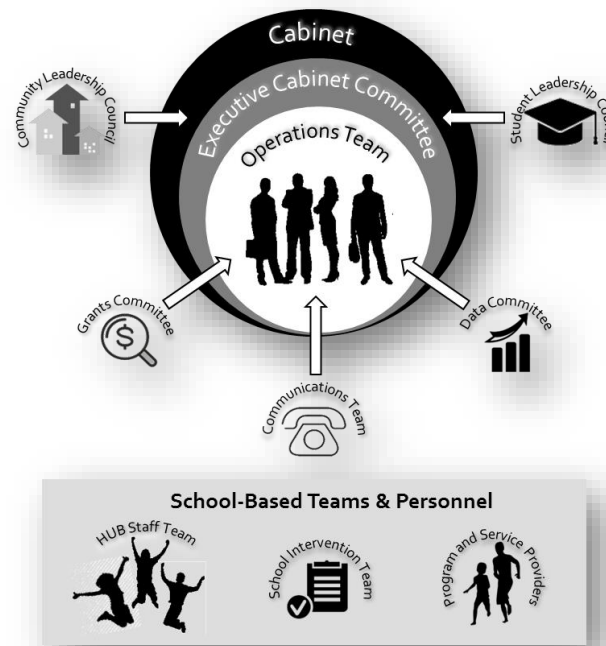 Cabinet
Executive Cabinet Committee
Operations Team
Community Leadership Council
Student Leadership Council
Grants Committee
$
Data Committee
Communications Team
School-Based Teams & Personnel
HUB Staff Team
School Intervention Team
Program and Service Providers